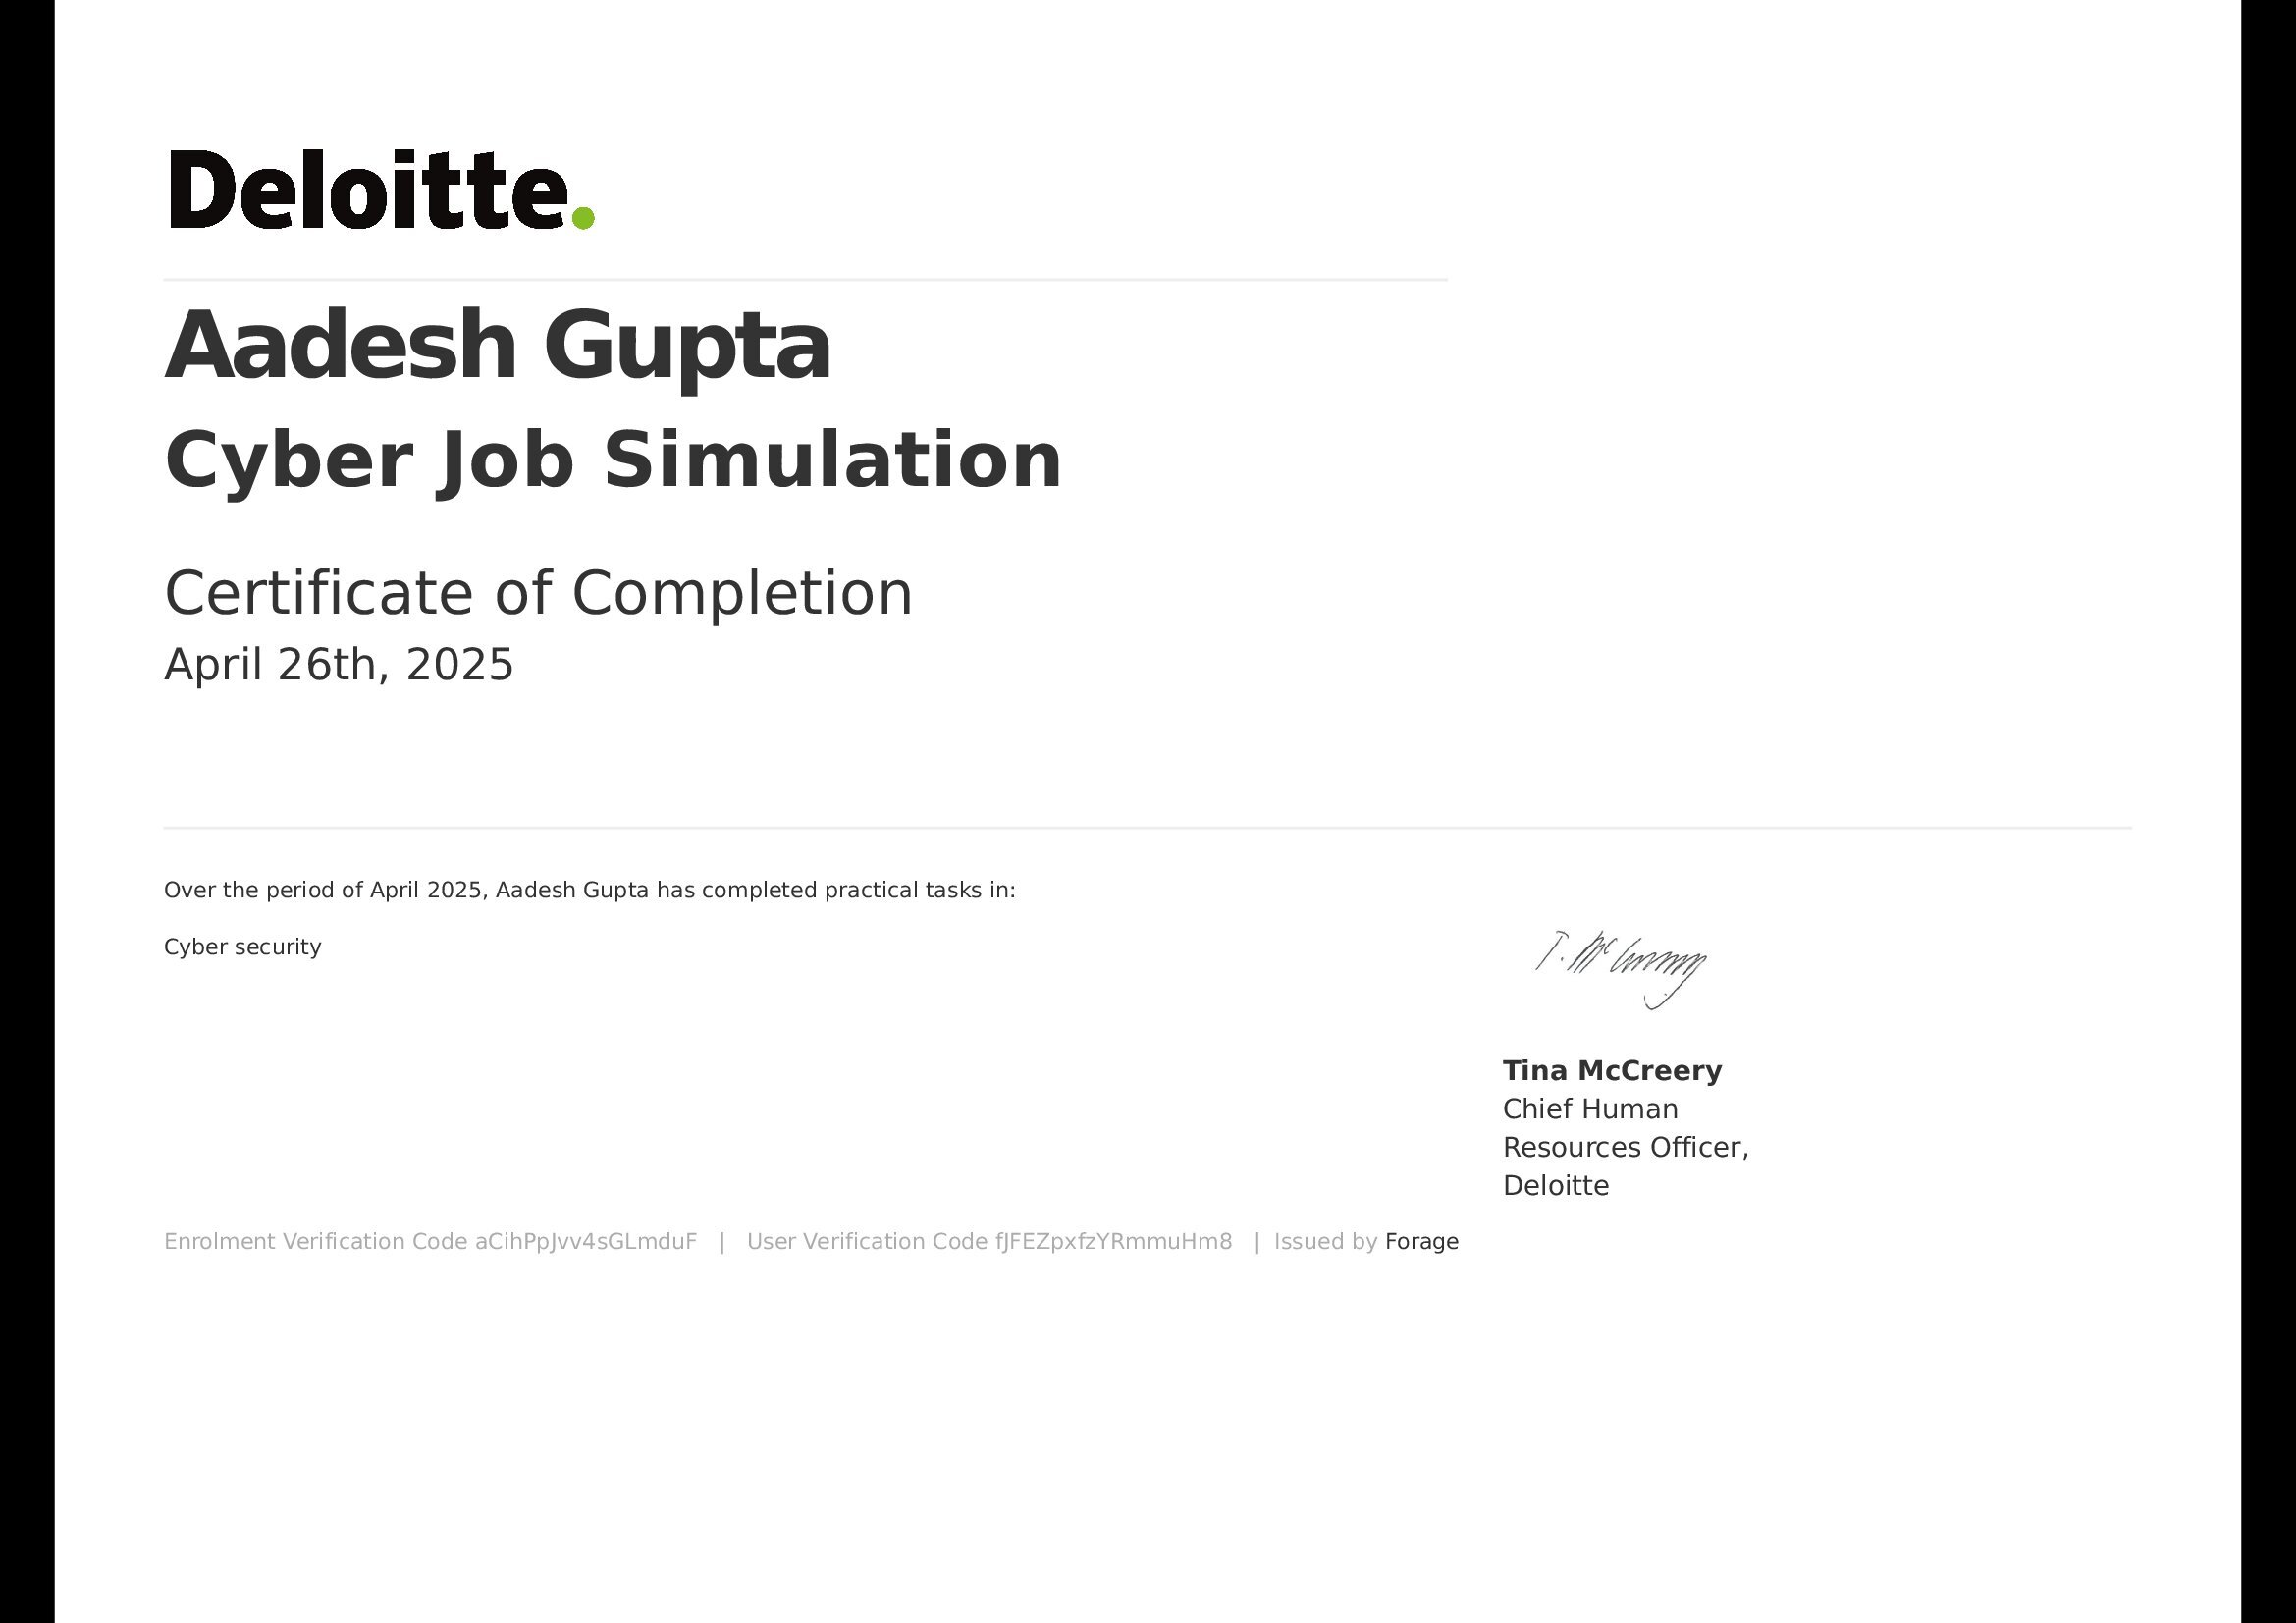 Deloitte.
Aadesh Gupta
Cyber Job Simulation
Certificate of Completion
April 26th, 2025
Over the period of April 2025, Aadesh Gupta has completed practical tasks in:
Cyber security
T. McCreery
Tina McCreery
Chief Human
Resources Officer,
Deloitte
Enrolment Verification Code aCihPpJvv4sGLmduF | User Verification Code fJFEZpxfzYRmmuHm8 | Issued by Forage